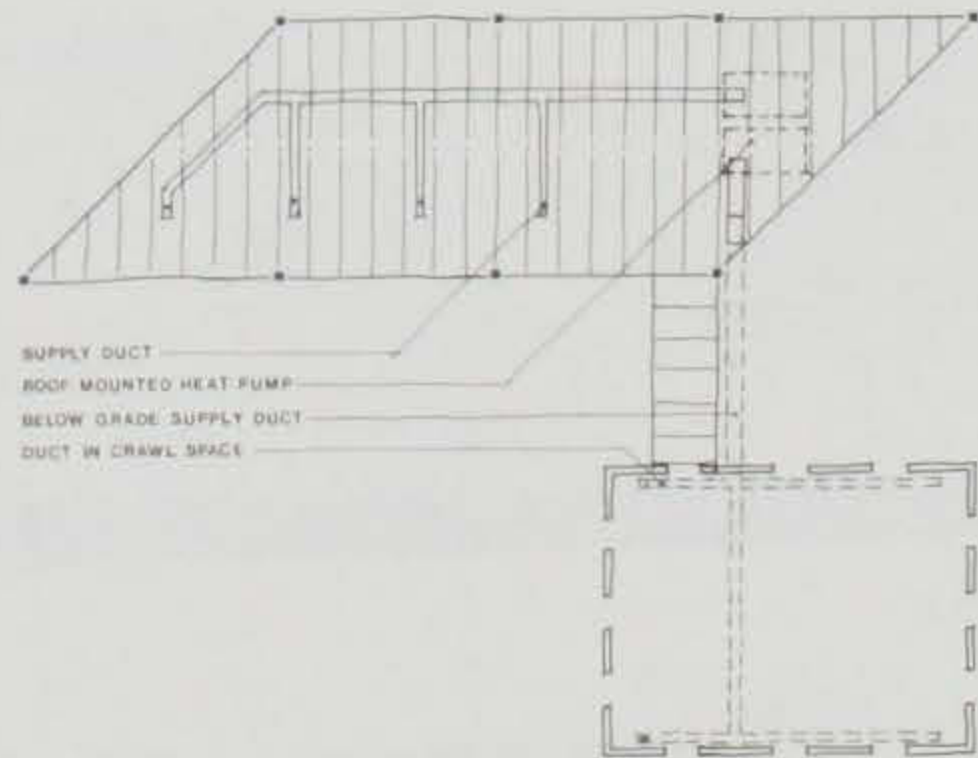 SUPPLY DUCT
ROOF MOUNTED HEAT PUMP
BELOW GRADE SUPPLY DUCT
DUCT IN CRAWL SPACE